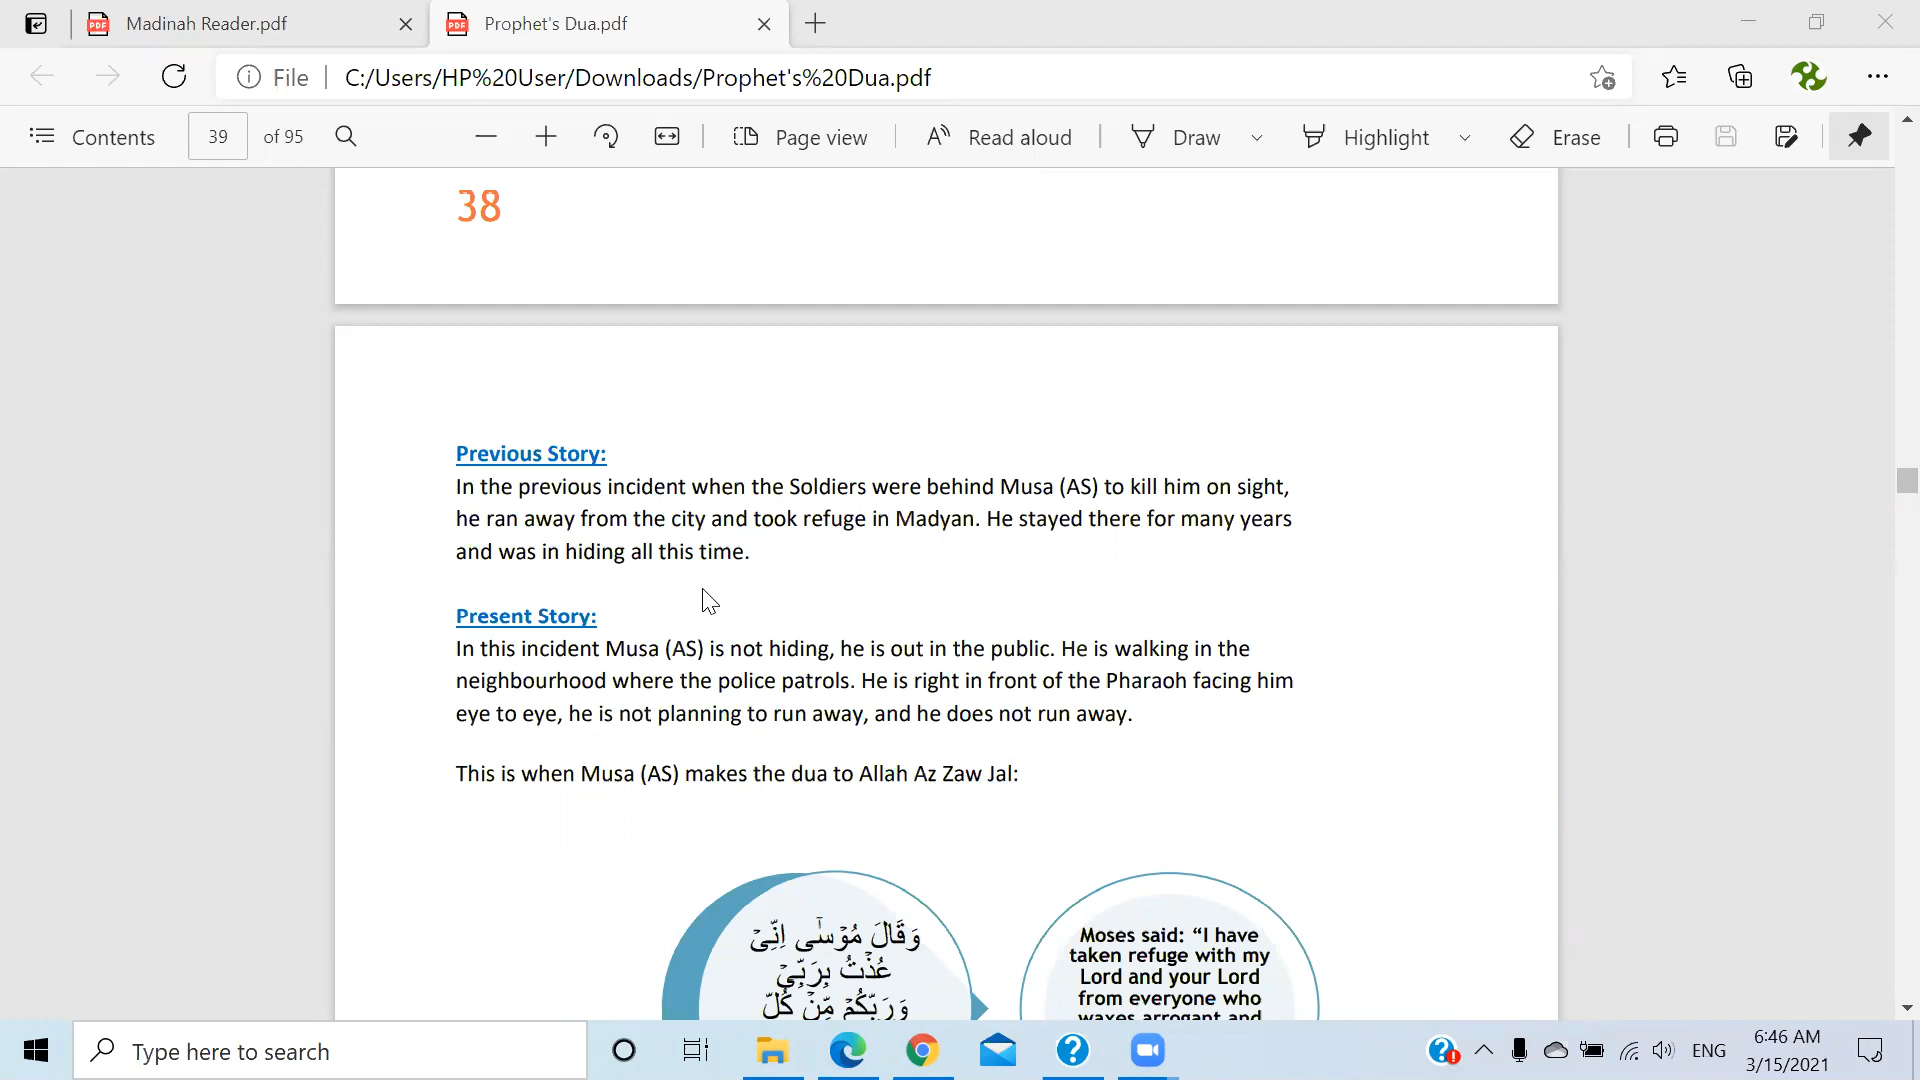 Madinah Reader.pdf
Prophet's Dua.pdf
File
C:/Users/HP%20User/Downloads/Prophet's%20Dua.pdf
Contents
39
of 95
Page view
Read aloud
Draw
Highlight
Erase
38
Previous Story:
In the previous incident when the Soldiers were behind Musa (AS) to kill him on sight,
he ran away from the city and took refuge in Madyan. He stayed there for many years
and was in hiding all this time.
Present Story:
In this incident Musa (AS) is not hiding, he is out in the public. He is walking in the
neighbourhood where the police patrols. He is right in front of the Pharaoh facing him
eye to eye, he is not planning to run away, and he does not run away.
This is when Musa (AS) makes the dua to Allah Az Zaw Jal:
وَقَالَ مُوۡسٰٓى اِنِّىۡ
عُذۡتُ بِرَبِّىۡ
وَرَبِّكُمۡ مِّنۡ كُلِّ
Moses said: “I have
taken refuge with my
Lord and your Lord
from everyone who
waxes arrogant and
Type here to search
ENG
6:46 AM
3/15/2021